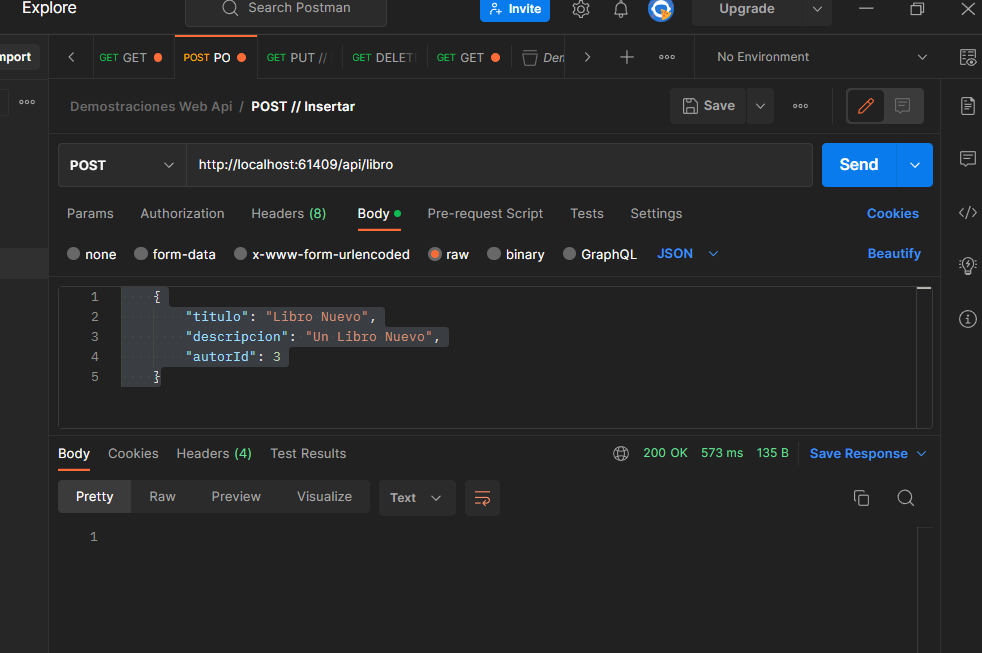 Explore
Search Postman
Invite
Upgrade
mport
GET GET
POST PO
GET PUT //
GET DELET
GET GET
Den
No Environment
Demostraciones Web Api / POST // Insertar
Save
POST
http://localhost:61409/api/libro
Send
Params
Authorization
Headers (8)
Body
Pre-request Script
Tests
Settings
Cookies
none
form-data
x-www-form-urlencoded
raw
binary
GraphQL
JSON
Beautify
1 {
2 "titulo": "Libro Nuevo",
3 "descripcion": "Un Libro Nuevo",
4 "autorId": 3
5 }
Body
Cookies
Headers (4)
Test Results
200 OK
573 ms
135 B
Save Response
Pretty
Raw
Preview
Visualize
Text
1